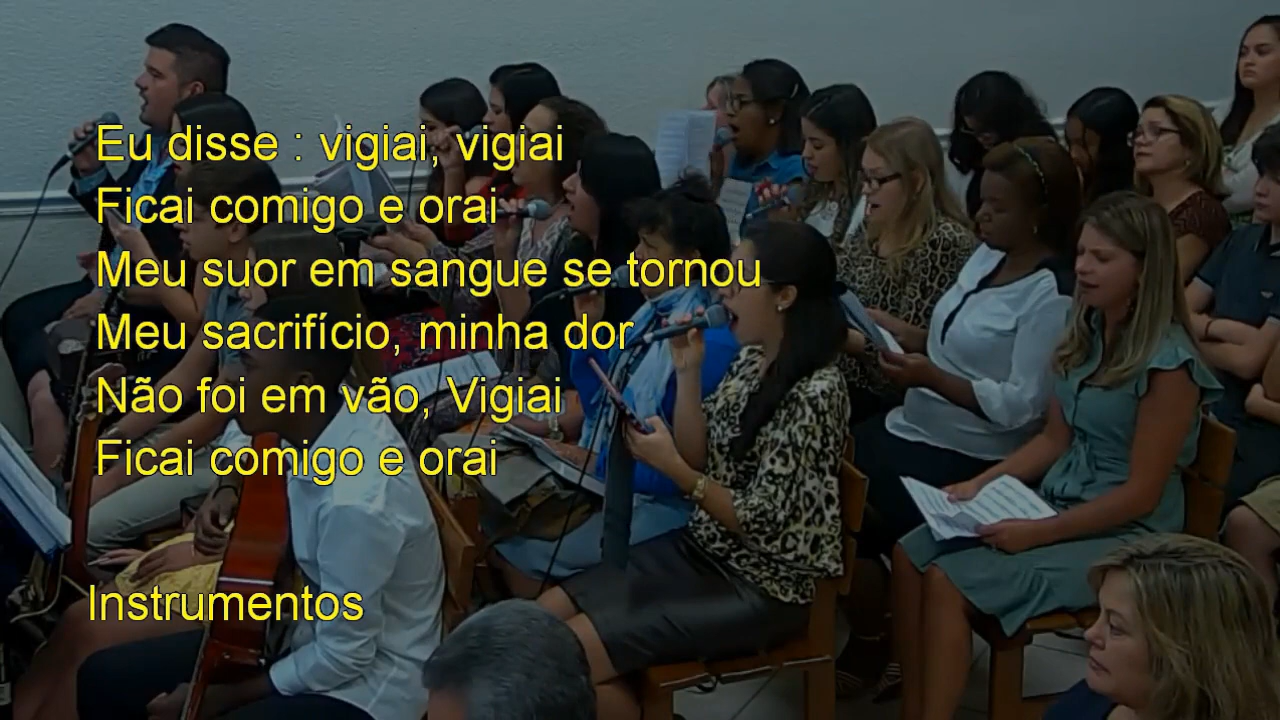 Eu disse : vigiai, vigiai
Ficai comigo e orai
Meu suor em sangue se tornou
Meu sacrifício, minha dor
Não foi em vão, Vigiai
Ficai comigo e orai
Instrumentos